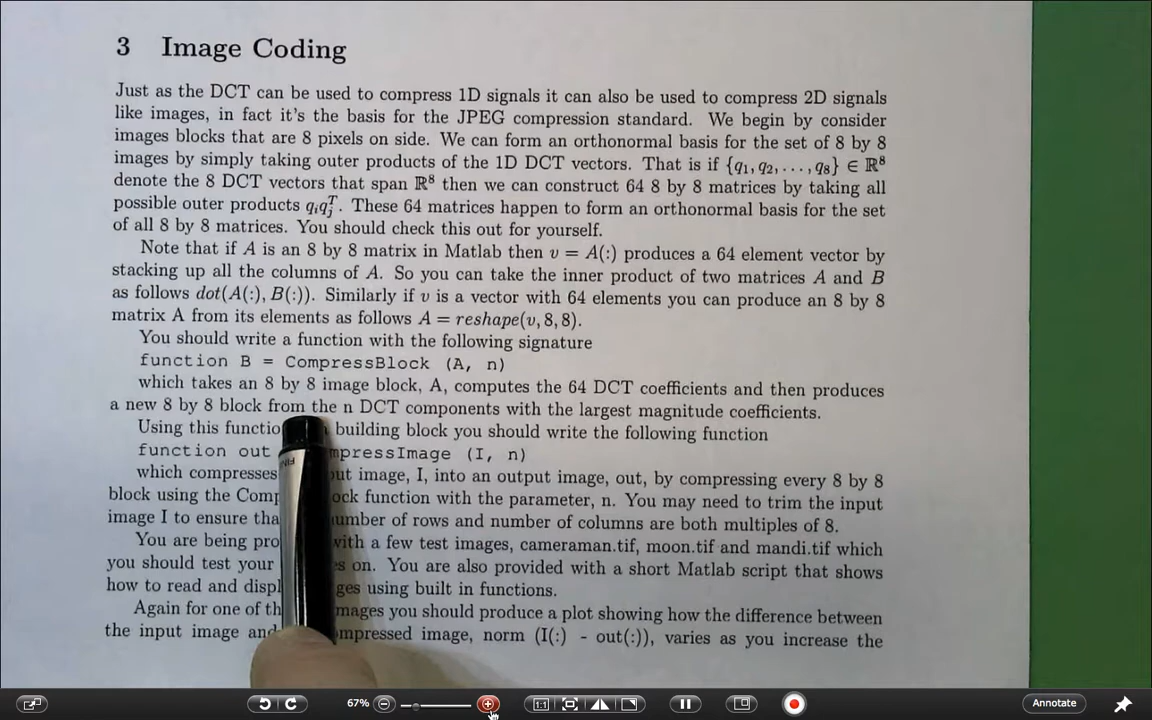 3 Image Coding
Just as the DCT can be used to compress 1D signals it can also be used to compress 2D signals
like images, in fact it's the basis for the JPEG compression standard. We begin by consider
images blocks that are 8 pixels on side. We can form an orthonormal basis for the set of 8 by 8
images by simply taking outer products of the 1D DCT vectors. That is if {q₁, q₂, . . . , q₈} ∈ ℝ⁸
denote the 8 DCT vectors that span ℝ⁸ then we can construct 64 8 by 8 matrices by taking all
possible outer products qᵢqⱼᵀ. These 64 matrices happen to form an orthonormal basis for the set
of all 8 by 8 matrices. You should check this out for yourself.
Note that if A is an 8 by 8 matrix in Matlab then v = A(:) produces a 64 element vector by
stacking up all the columns of A. So you can take the inner product of two matrices A and B
as follows dot(A(:), B(:)). Similarly if v is a vector with 64 elements you can produce an 8 by 8
matrix A from its elements as follows A = reshape(v, 8, 8).
You should write a function with the following signature
function B = CompressBlock (A, n)
which takes an 8 by 8 image block, A, computes the 64 DCT coefficients and then produces
a new 8 by 8 block from the n DCT components with the largest magnitude coefficients.
Using this functio building block you should write the following function
function out mpressImage (I, n)
which compresses put image, I, into an output image, out, by compressing every 8 by 8
block using the Comp ock function with the parameter, n. You may need to trim the input
image I to ensure tha number of rows and number of columns are both multiples of 8.
You are being pro with a few test images, cameraman.tif, moon.tif and mandi.tif which
you should test your es on. You are also provided with a short Matlab script that shows
how to read and displ ges using built in functions.
Again for one of th mages you should produce a plot showing how the difference between
the input image and mpressed image, norm (I(:) - out(:)), varies as you increase the
67%
1:1
Annotate